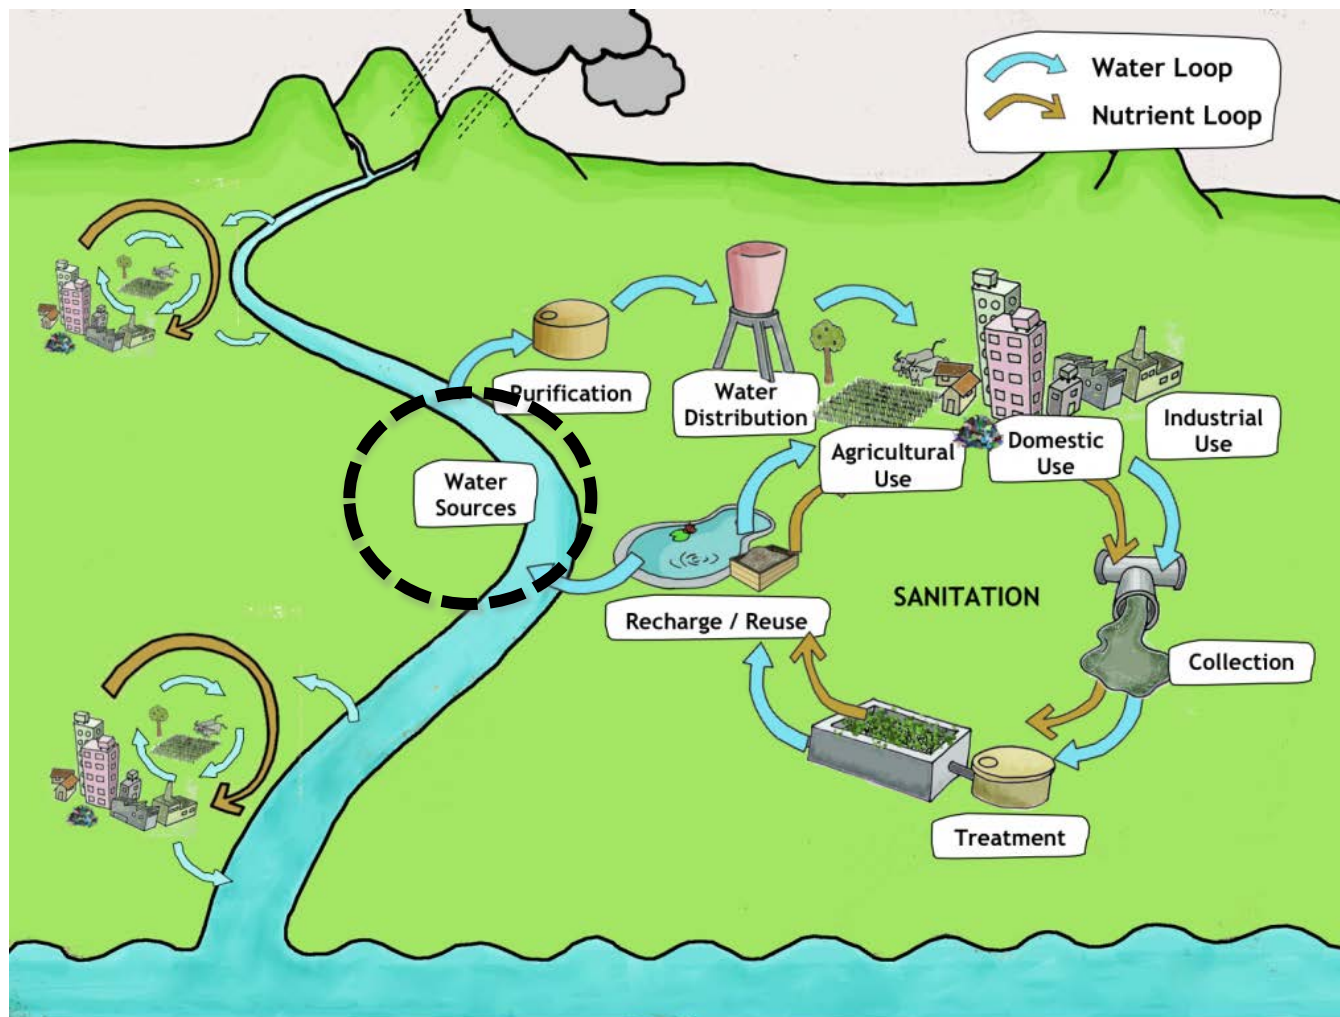 Water Loop
Nutrient Loop
Purification
Water
Distribution
Agricultural
Use
Domestic
Use
Industrial
Use
Water
Sources
Recharge / Reuse
SANITATION
Collection
Treatment